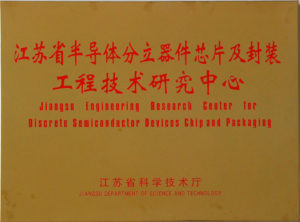 江苏省半导体分立器件芯片及封装
工程技术研究中心
Jiangsu Engineering Research Center for
Discrete Semiconductor Devices Chip and Packaging
江苏省科学技术厅
JIANGSU DEPARTMENT OF SCIENCE AND TECHNOLOGY